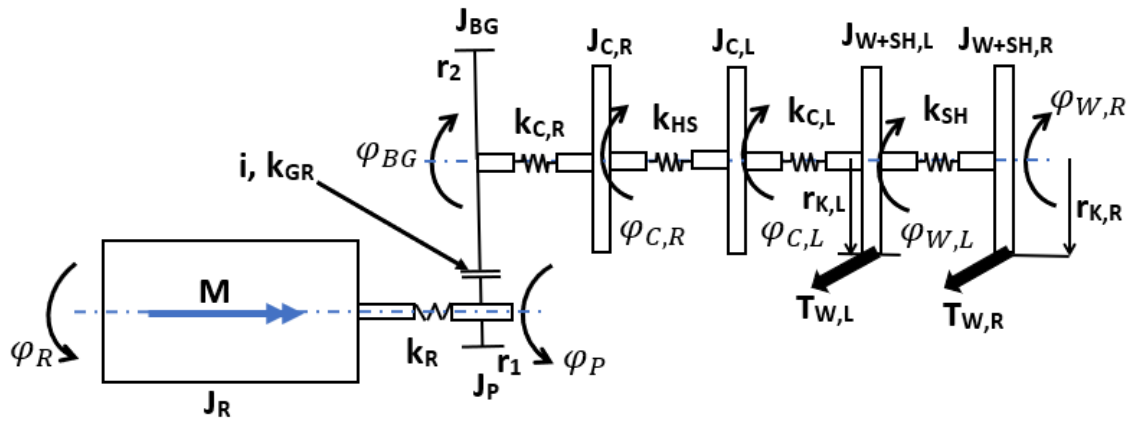 J_BG
J_C,R
J_C,L
J_W+SH,L
J_W+SH,R
r_2
k_C,R
k_HS
k_C,L
k_SH
φ_W,R
φ_BG
i, k_GR
r_K,L
r_K,R
φ_C,R
φ_C,L
φ_W,L
M
T_W,L
T_W,R
φ_R
k_R
r_1
φ_P
J_P
J_R